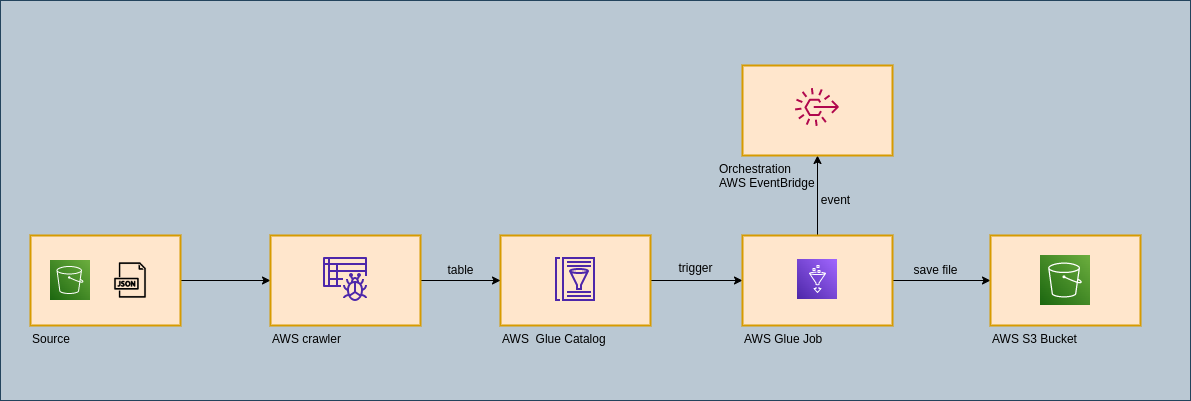 Orchestration
AWS EventBridge
event
table
trigger
save file
JSON
Source
AWS crawler
AWS  Glue Catalog
AWS Glue Job
AWS S3 Bucket